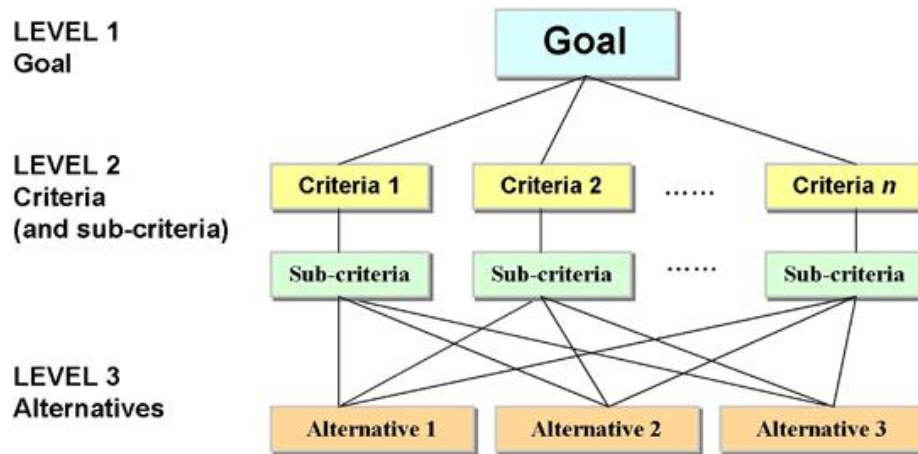 LEVEL 1
Goal
Goal
LEVEL 2
Criteria
(and sub-criteria)
Criteria 1
Criteria 2
......
Criteria n
Sub-criteria
Sub-criteria
......
Sub-criteria
LEVEL 3
Alternatives
Alternative 1
Alternative 2
Alternative 3